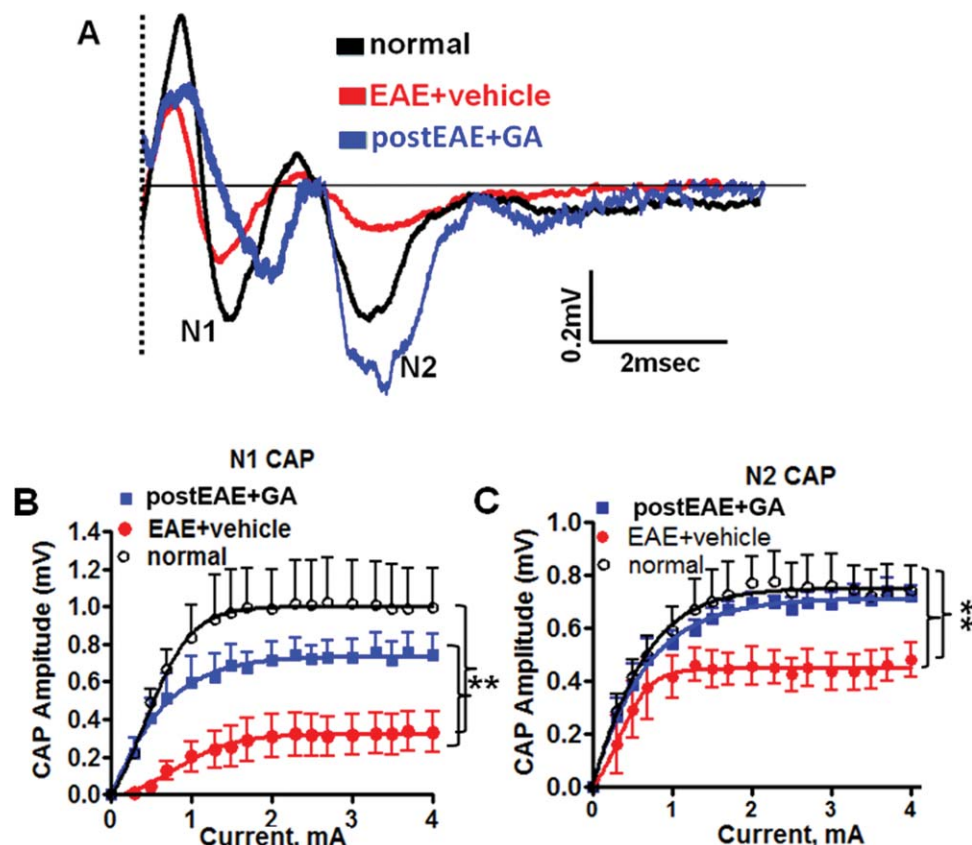 A
normal
EAE+vehicle
postEAE+GA
N1
N2
0.2mV
2msec
N1 CAP
B
postEAE+GA
EAE+vehicle
normal
CAP Ampitude (mV)
1.4
1.2
1.0
0.8
0.6
0.4
0.2
0.0
**
0 1 2 3 4
Current, mA
N2 CAP
C
postEAE+GA
EAE+vehicle
normal
CAP Amplitude (mV)
1.0
0.8
0.6
0.4
0.2
0.0
**
0 1 2 3 4
Current, mA